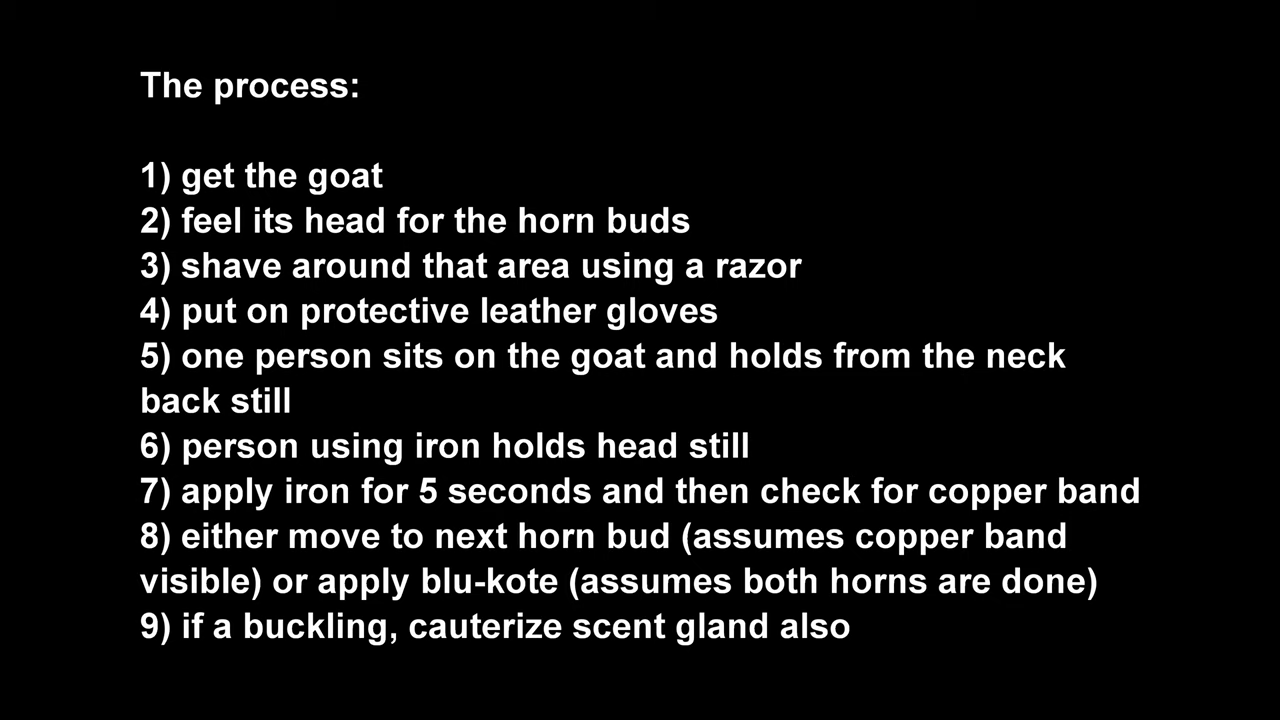 The process:
1) get the goat
2) feel its head for the horn buds
3) shave around that area using a razor
4) put on protective leather gloves
5) one person sits on the goat and holds from the neck
back still
6) person using iron holds head still
7) apply iron for 5 seconds and then check for copper band
8) either move to next horn bud (assumes copper band
visible) or apply blu-kote (assumes both horns are done)
9) if a buckling, cauterize scent gland also